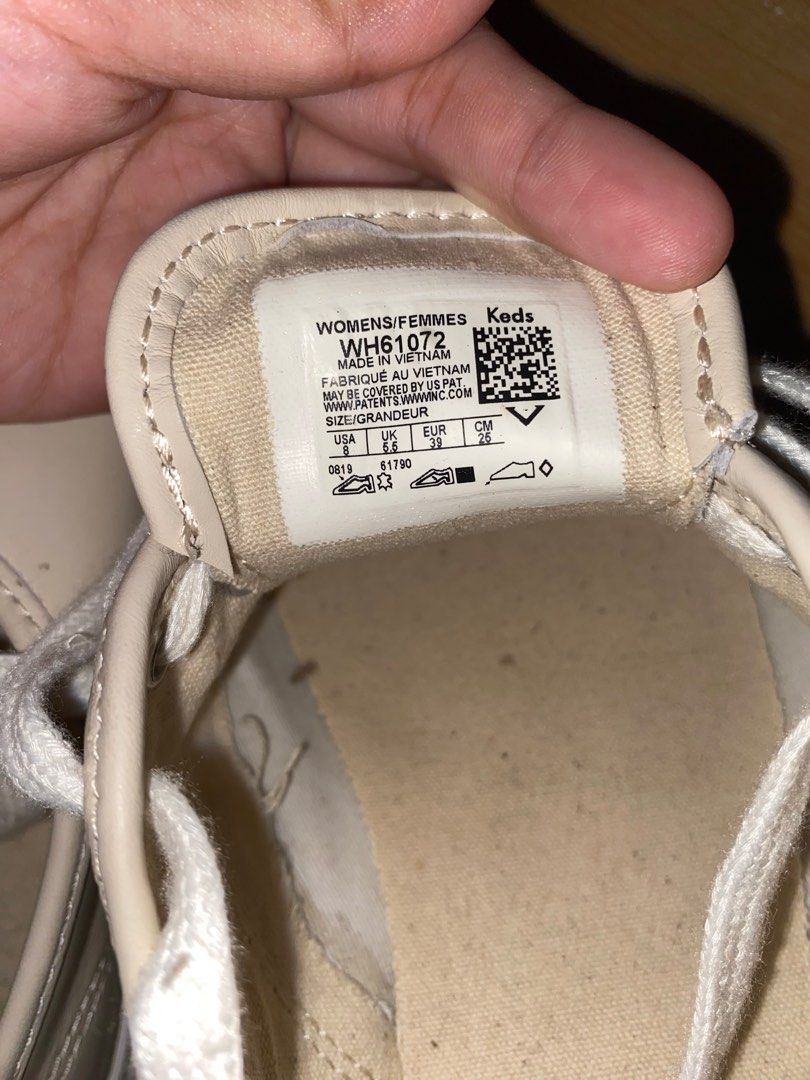 WOMENS/FEMMES Keds
WH61072
MADE IN VIETNAM
FABRIQUÉ AU VIETNAM
MAY BE COVERED BY US PAT.
WWW.PATENTS.WWWINC.COM
SIZE/GRANDEUR
USA UK EUR CM
8 5.5 39 25
0819 61790